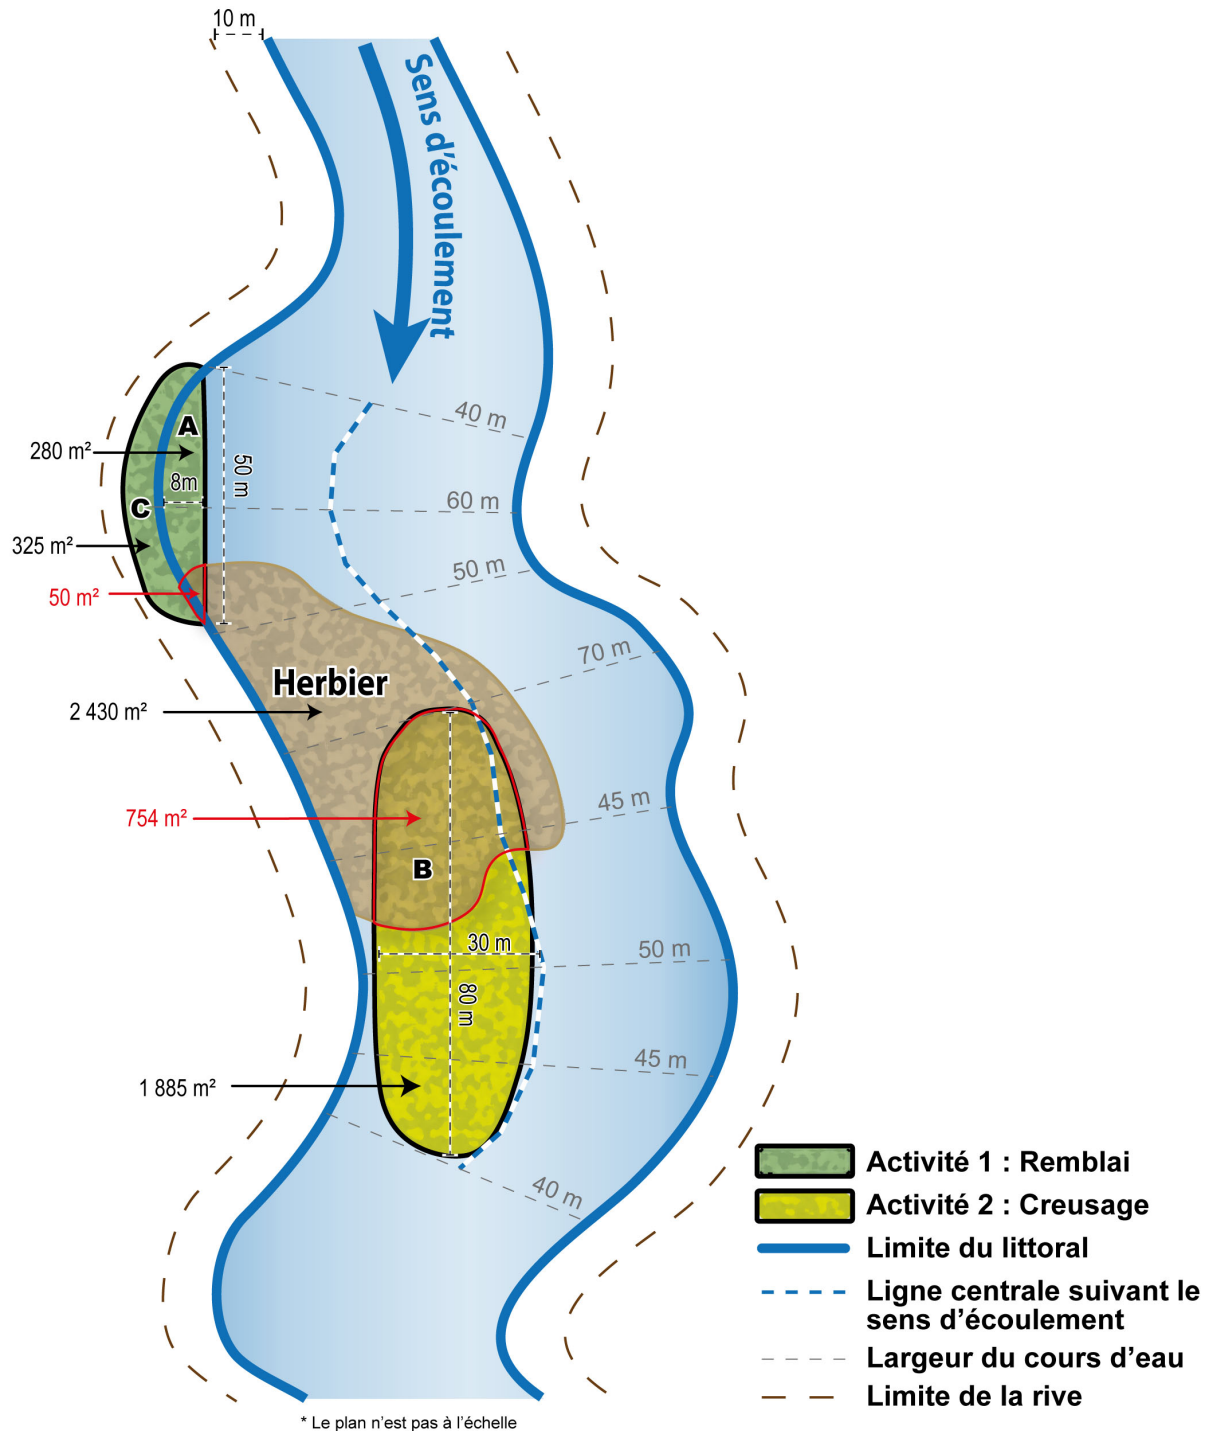 10 m
Sens d'écoulement
40 m
A
280 m²
50 m
8m
60 m
C
325 m²
50 m
50 m²
70 m
Herbier
2 430 m²
45 m
754 m²
B
30 m
50 m
80 m
45 m
1 885 m²
40 m
Activité 1 : Remblai
Activité 2 : Creusage
Limite du littoral
Ligne centrale suivant le
sens d'écoulement
Largeur du cours d'eau
Limite de la rive
* Le plan n'est pas à l'échelle